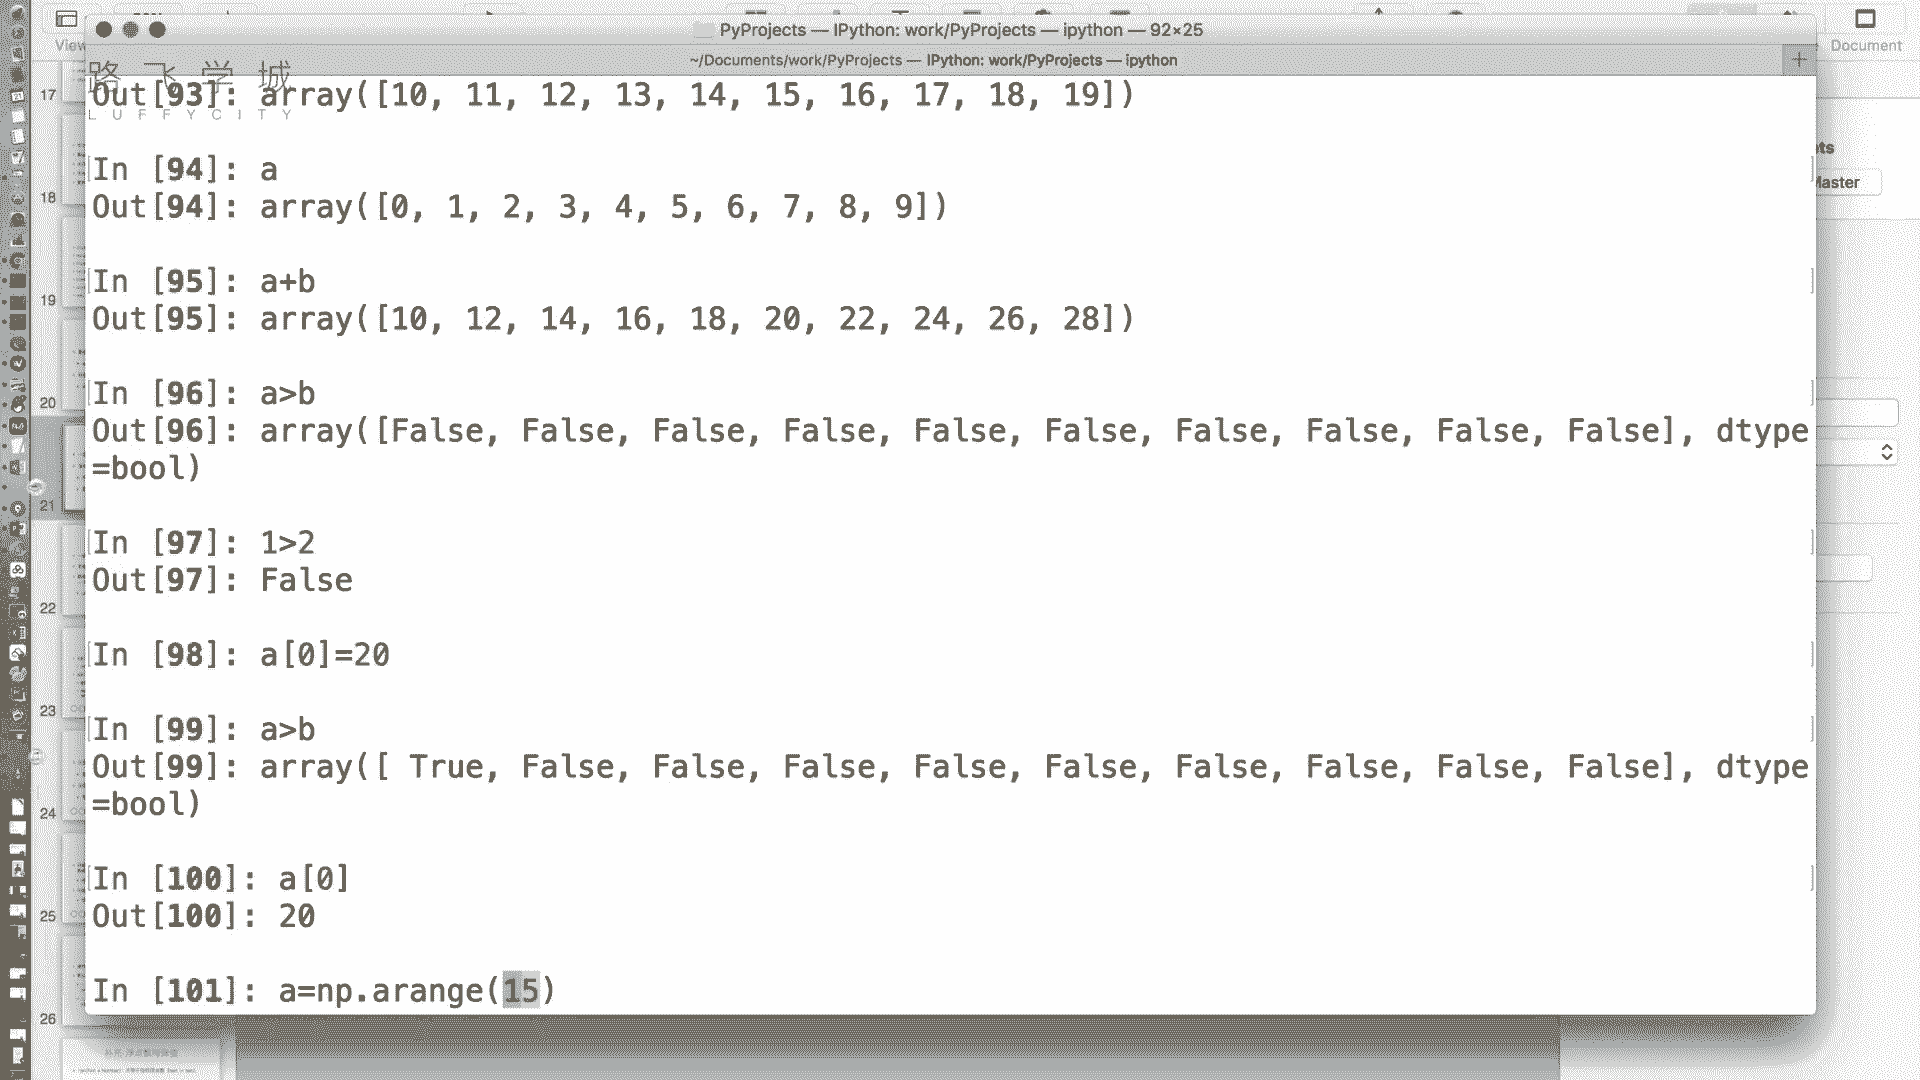 PyProjects — IPython: work/PyProjects — ipython — 92×25
View
Document
~/Documents/work/PyProjects — IPython: work/PyProjects — ipython
路飞学城
LUFFYCITY
Out[93]: array([10, 11, 12, 13, 14, 15, 16, 17, 18, 19])
In [94]: a
Out[94]: array([0, 1, 2, 3, 4, 5, 6, 7, 8, 9])
In [95]: a+b
Out[95]: array([10, 12, 14, 16, 18, 20, 22, 24, 26, 28])
In [96]: a>b
Out[96]: array([False, False, False, False, False, False, False, False, False, False], dtype
=bool)
In [97]: 1>2
Out[97]: False
In [98]: a[0]=20
In [99]: a>b
Out[99]: array([ True, False, False, False, False, False, False, False, False, False], dtype
=bool)
In [100]: a[0]
Out[100]: 20
In [101]: a=np.arange(15)
17
18
19
20
21
22
23
24
25
26
ts
Master